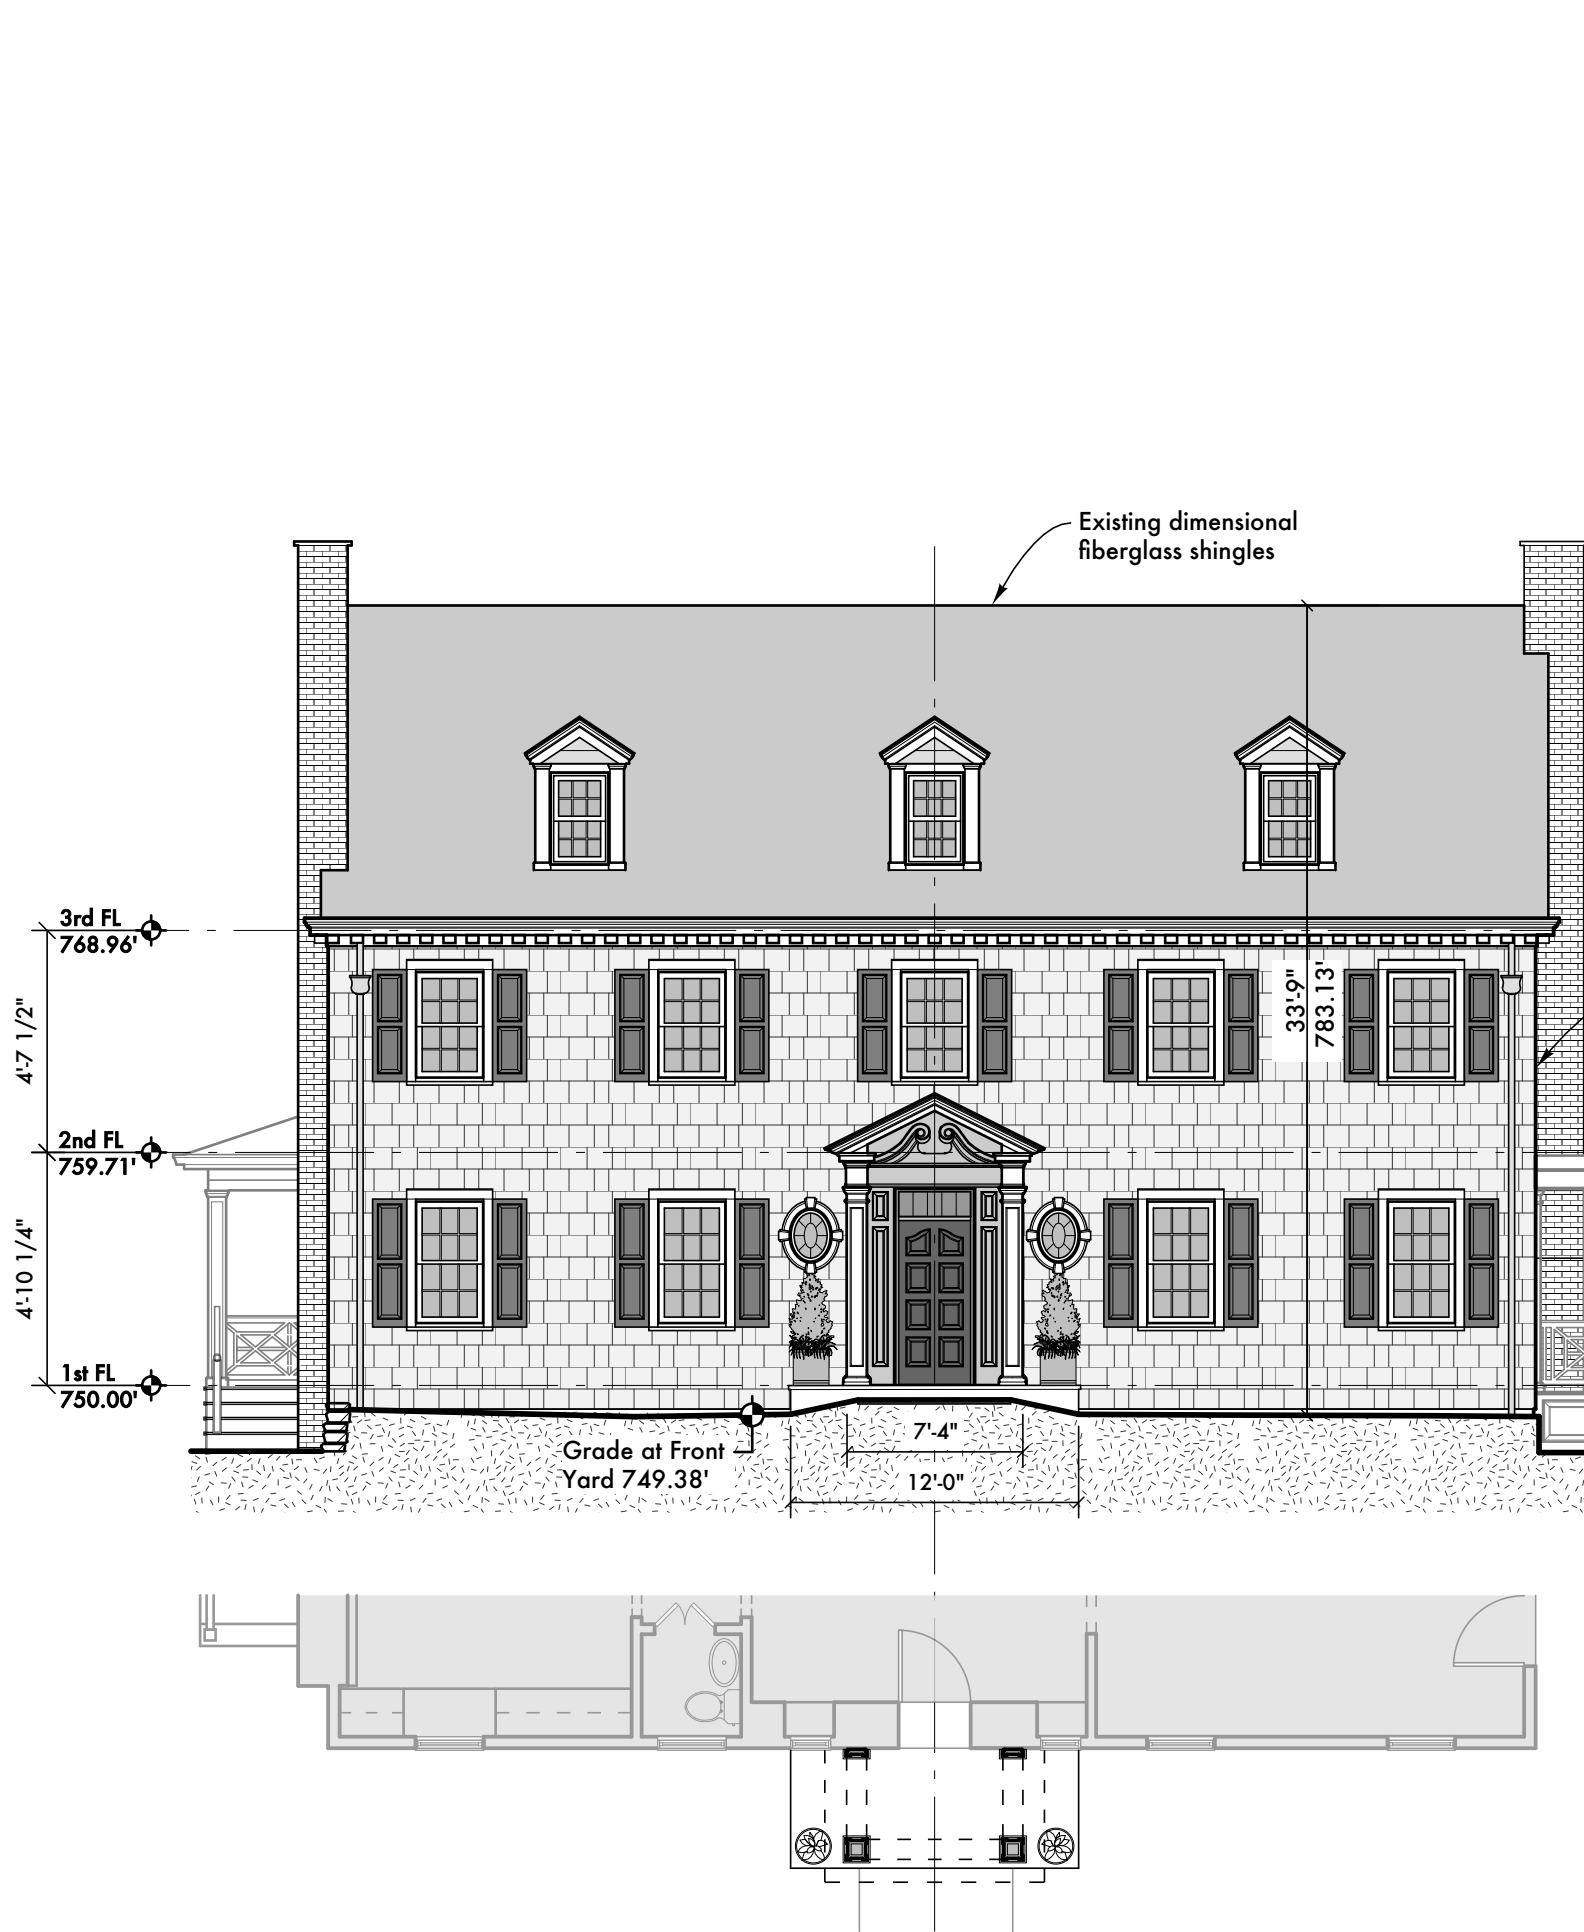 Existing dimensional
fiberglass shingles
3rd FL
768.96'
4'-7 1/2"
33'-9"
783.13'
2nd FL
759.71'
4'-10 1/4"
1st FL
750.00'
Grade at Front
Yard 749.38'
7'-4"
12'-0"